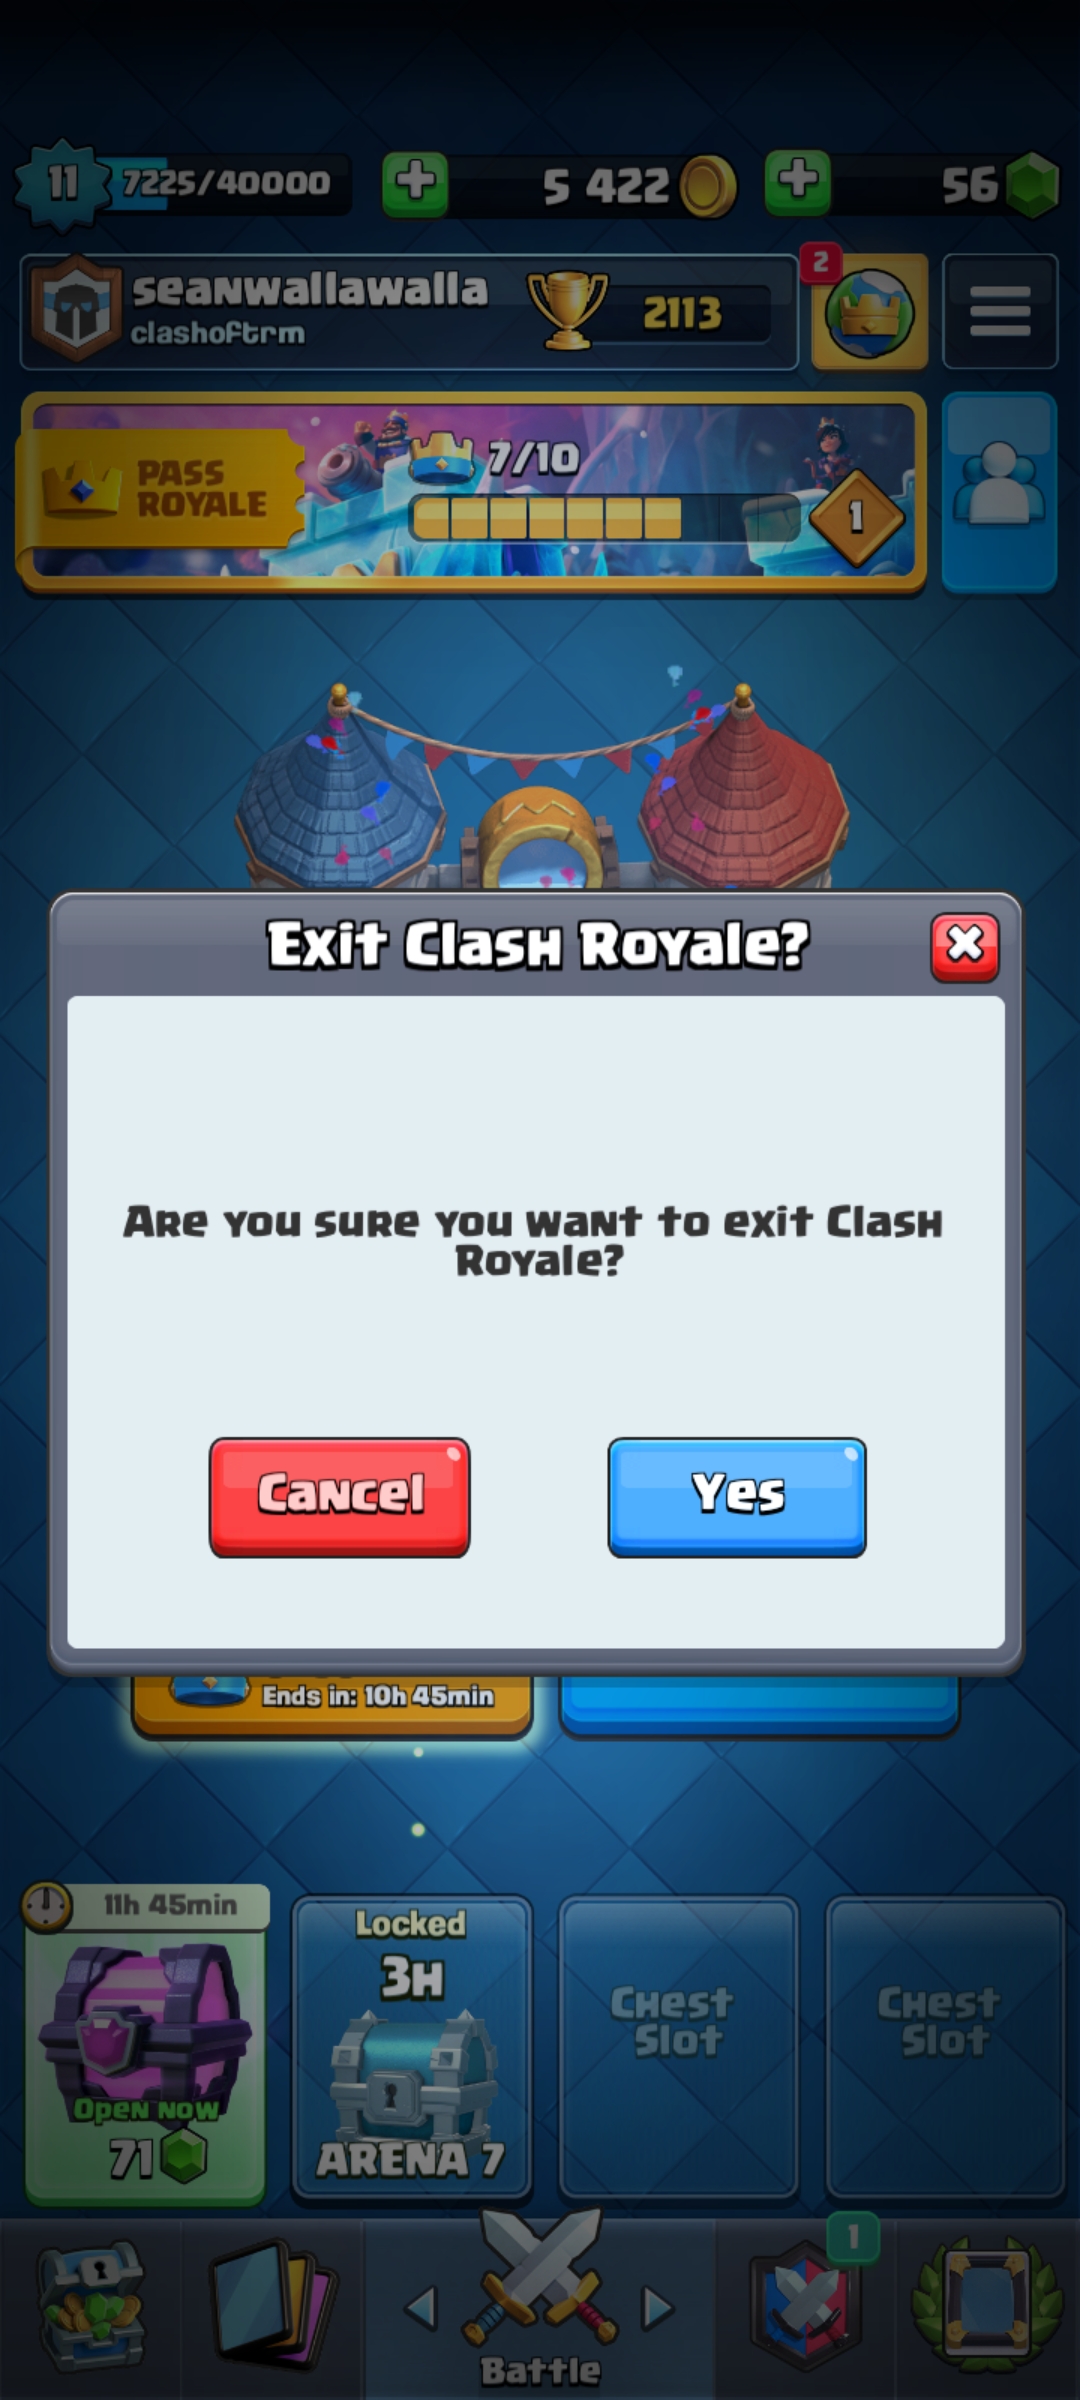 11
7225/40000
5 422
56
seanwallawalla
clashoftrm
2113
2
PASS
ROYALE
7/10
1
Exit Clash Royale?
Are you sure you want to exit Clash
Royale?
Cancel
Yes
Ends in: 10h 45min
11h 45min
Open now
71
Locked
3H
ARENA 7
Chest
Slot
Chest
Slot
Battle
1